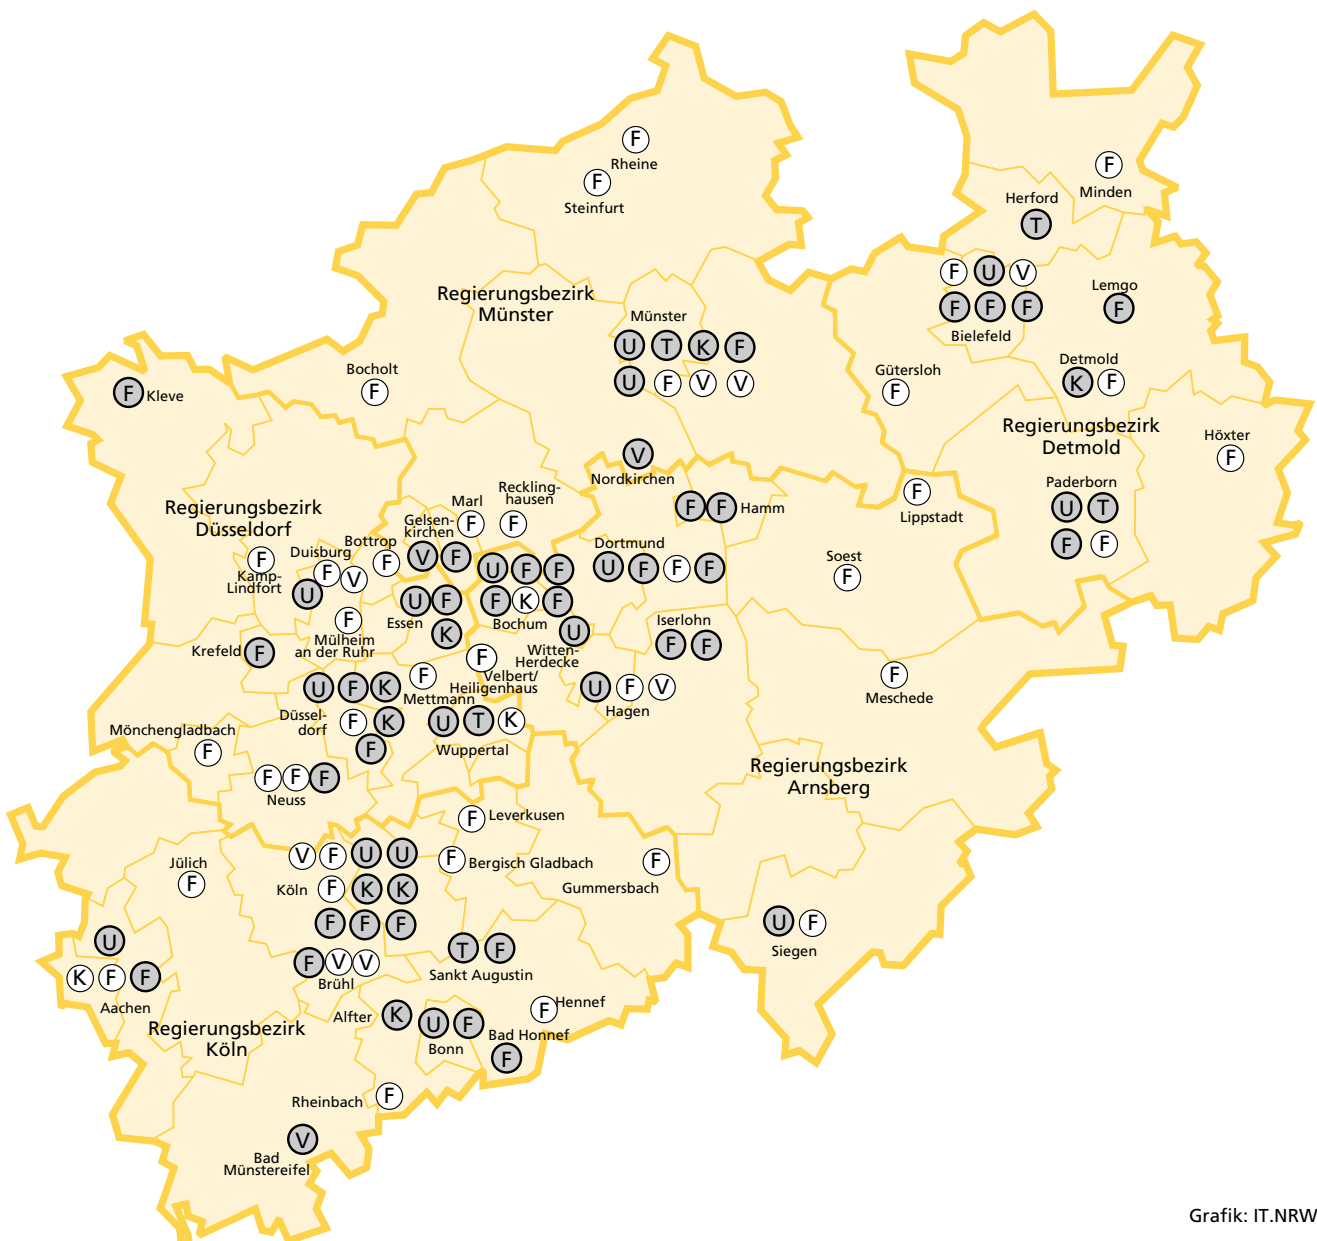 F
Rheine
F
Steinfurt
F
Minden
Herford
T
F U V
F F F
Bielefeld
Lemgo
F
Regierungsbezirk
Münster
Münster
U T K F
U F V V
Bocholt
F
F Kleve
Gütersloh
F
Detmold
K F
Regierungsbezirk
Detmold
Höxter
F
Paderborn
U T
F F
V
Nordkirchen
F F Hamm
F
Lippstadt
Soest
F
Regierungsbezirk
Düsseldorf
Marl
F
Reckling-
hausen
F
Gelsen-
kirchen
V F
Bottrop
F
Duisburg
F V
U
F
Kamp-
Lindfort
U F F
F K F
Bochum
Dortmund
U F F F
U F
Essen
K
F
Mülheim
an der Ruhr
U
Witten-
Herdecke
Iserlohn
F F
Krefeld F
F
Velbert/
Heiligenhaus
F
Mettmann
U F K
Düssel-
dorf
F K
F
U T K
Wuppertal
U F V
Hagen
F
Meschede
Mönchengladbach
F
F F F
Neuss
Regierungsbezirk
Arnsberg
F
Leverkusen
F
Bergisch Gladbach
F
Gummersbach
Jülich
F
V F U U
Köln
F K K
F F F
U F
Siegen
U
K F F
Aachen
F V V
Brühl
T F
Sankt Augustin
Regierungsbezirk
Köln
Alfter
K
U F
Bonn
F
Hennef
Bad Honnef
F
Rheinbach
F
V
Bad
Münstereifel
Grafik: IT.NRW